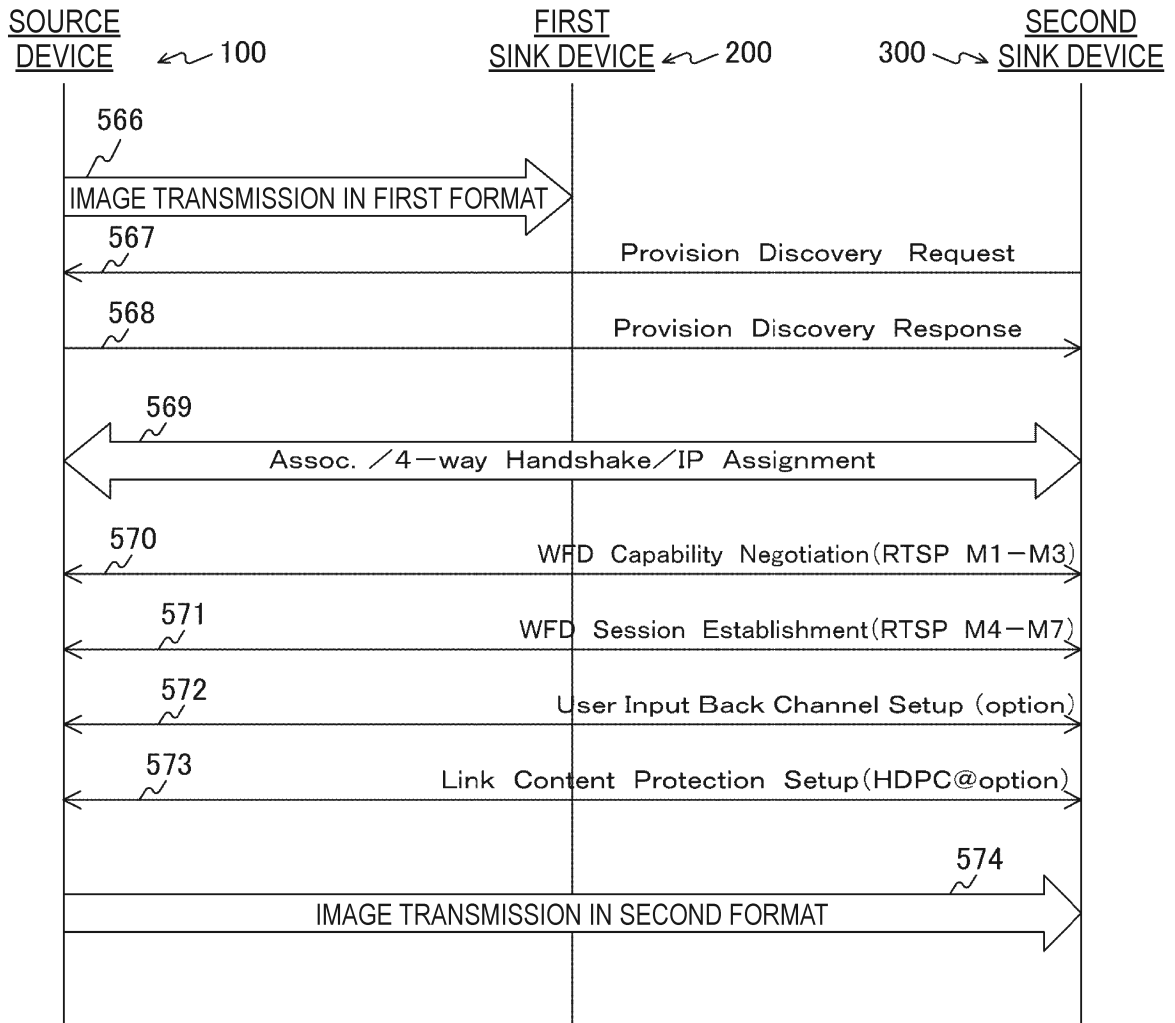 SOURCE
DEVICE
100
FIRST
SINK DEVICE
200
300
SECOND
SINK DEVICE
566
IMAGE TRANSMISSION IN FIRST FORMAT
567
Provision Discovery Request
568
Provision Discovery Response
569
Assoc. /4-way Handshake/IP Assignment
570
WFD Capability Negotiation(RTSP M1-M3)
571
WFD Session Establishment(RTSP M4-M7)
572
User Input Back Channel Setup (option)
573
Link Content Protection Setup(HDPC@option)
574
IMAGE TRANSMISSION IN SECOND FORMAT